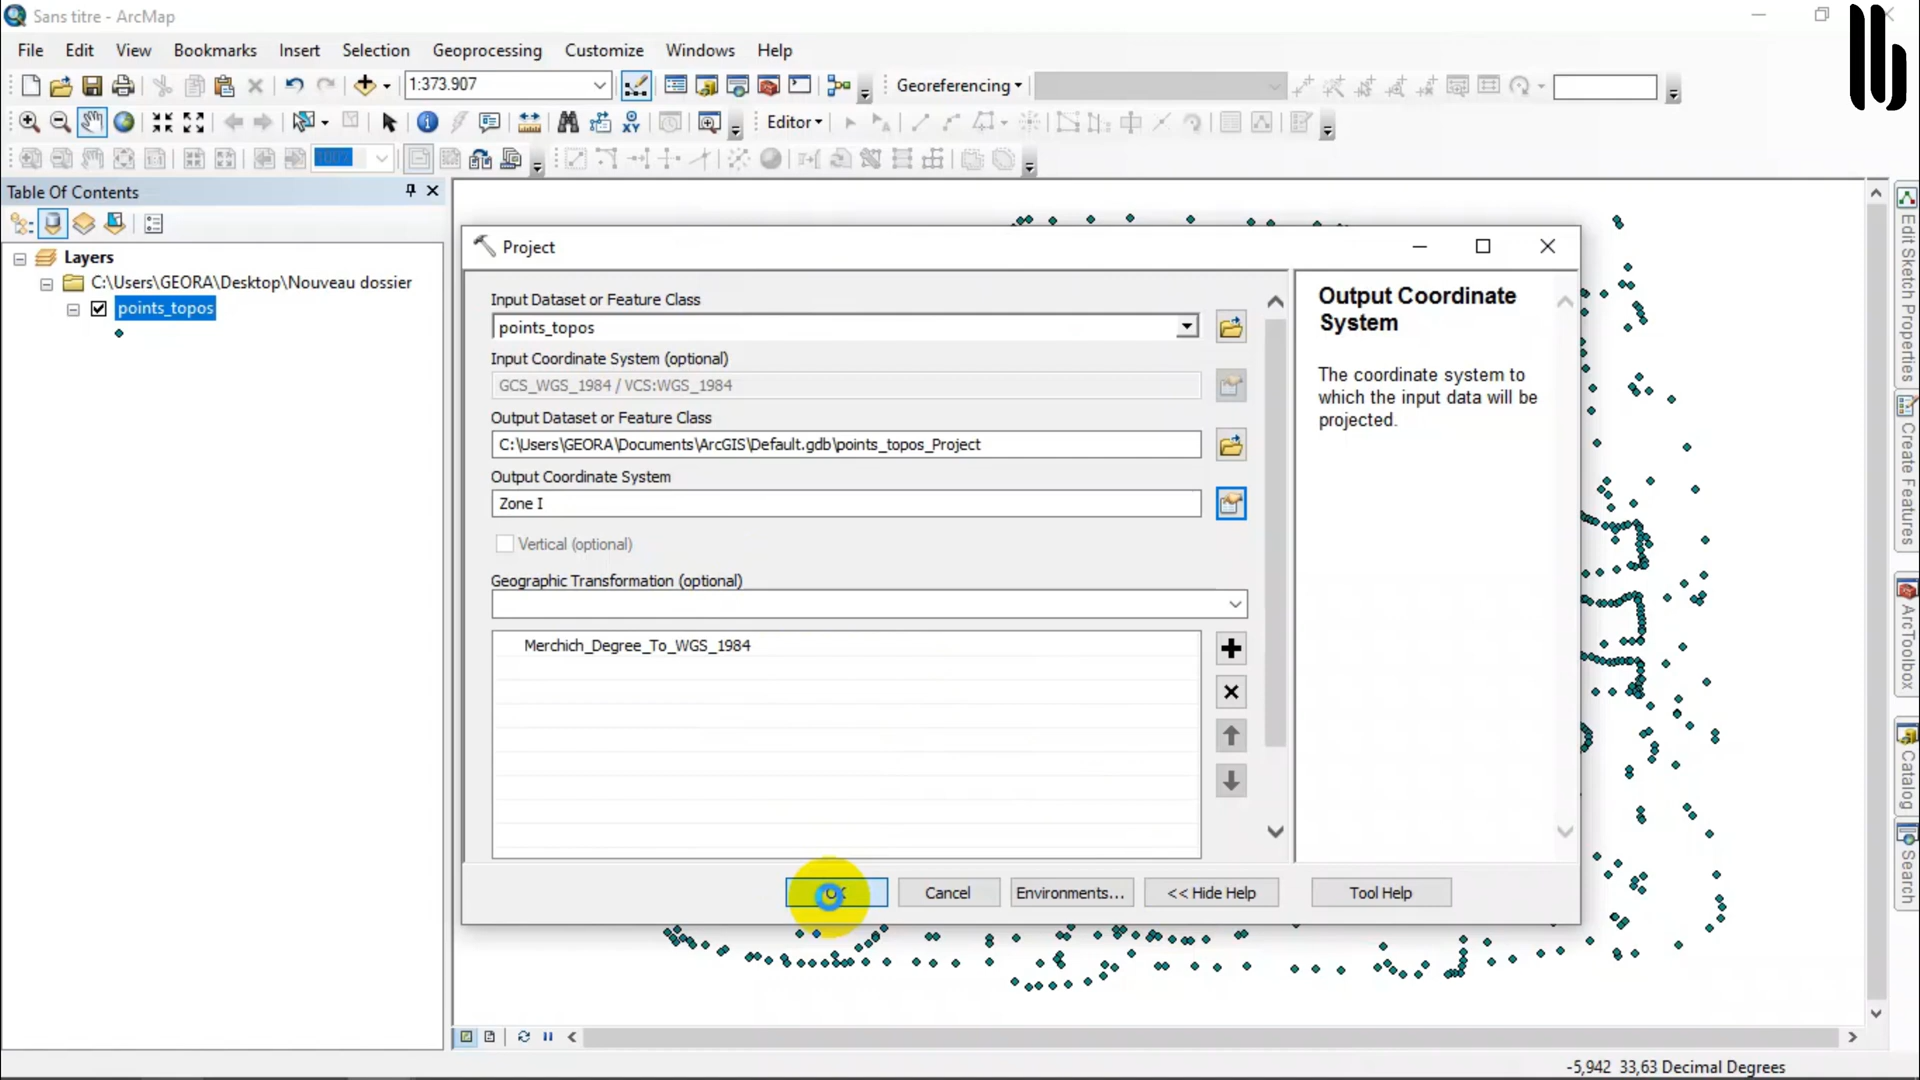 Sans titre - ArcMap
File Edit View Bookmarks Insert Selection Geoprocessing Customize Windows Help
1:373.907
Georeferencing
Editor
Table Of Contents
Layers
C:\Users\GEORA\Desktop\Nouveau dossier
points_topos
Project
Input Dataset or Feature Class
points_topos
Input Coordinate System (optional)
GCS_WGS_1984 / VCS:WGS_1984
Output Dataset or Feature Class
C:\Users\GEORA\Documents\ArcGIS\Default.gdb\points_topos_Project
Output Coordinate System
Zone I
Vertical (optional)
Geographic Transformation (optional)
Merchich_Degree_To_WGS_1984
OK
Cancel
Environments...
<< Hide Help
Tool Help
Output Coordinate
System
The coordinate system to
which the input data will be
projected.
Edit Sketch Properties
Create Features
ArcToolbox
Catalog
Search
-5,942 33,63 Decimal Degrees